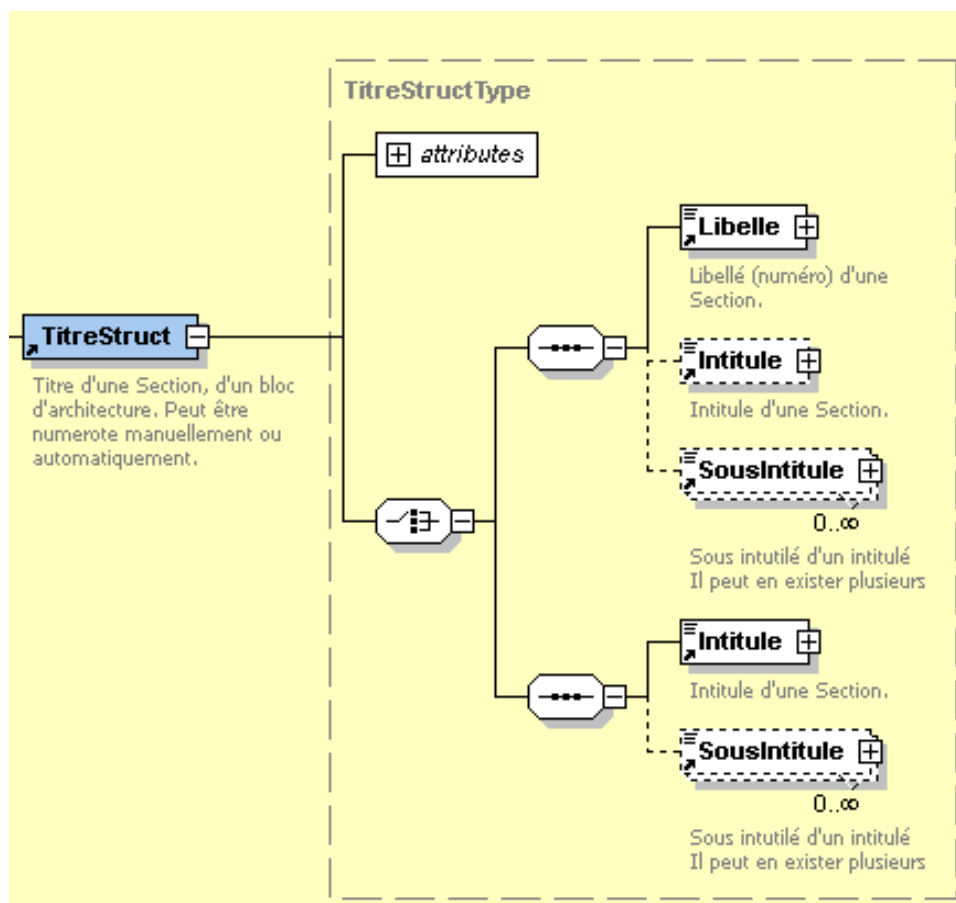 TitreStructType
attributes
Libelle
Libellé (numéro) d'une
Section.
TitreStruct
Titre d'une Section, d'un bloc
d'architecture. Peut être
numerote manuellement ou
automatiquement.
Intitule
Intitule d'une Section.
SousIntitule
0..∞
Sous intutilé d'un intitulé
Il peut en exister plusieurs
Intitule
Intitule d'une Section.
SousIntitule
0..∞
Sous intutilé d'un intitulé
Il peut en exister plusieurs